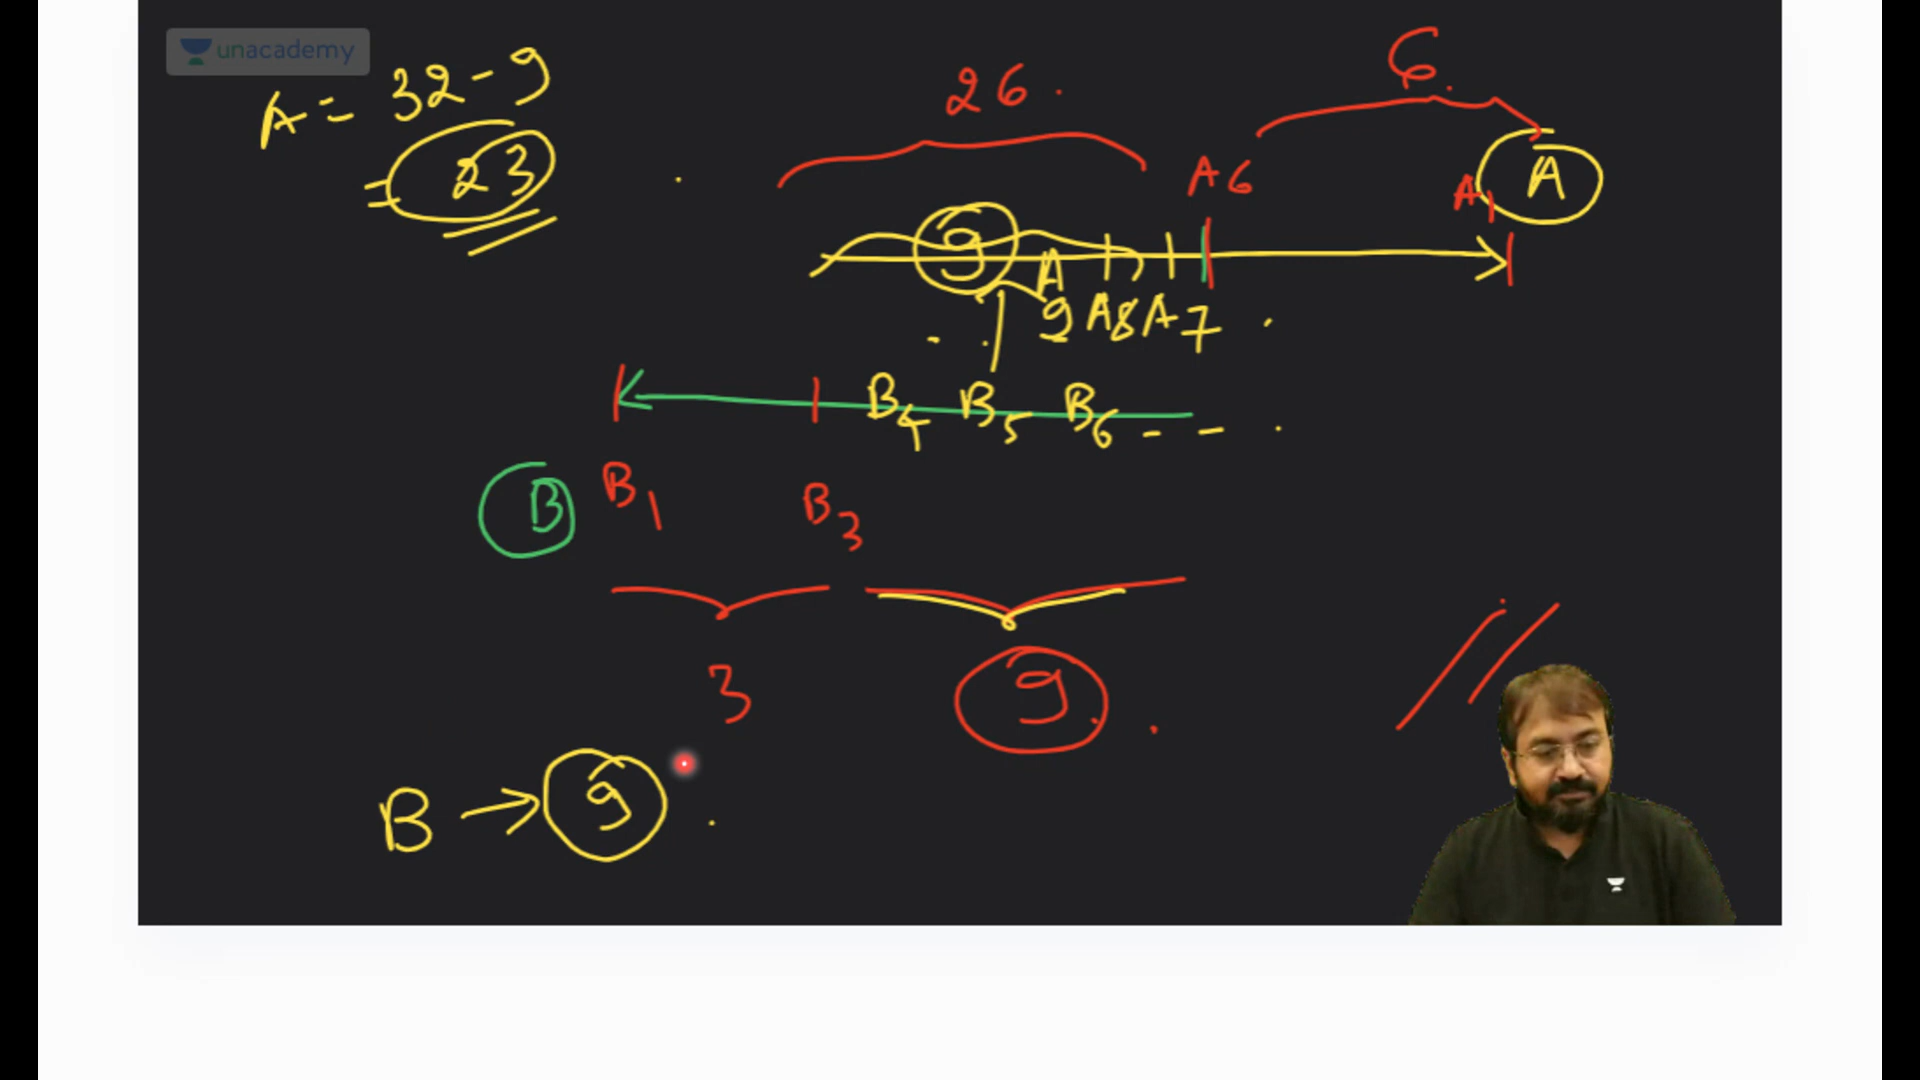 unacademy
A = 32 - 9
= 23
26.
6.
A6
A1
A
9
A9 A8 A7
B4 B5 B6 - - .
B
B1
B3
3
9
B → 9 .